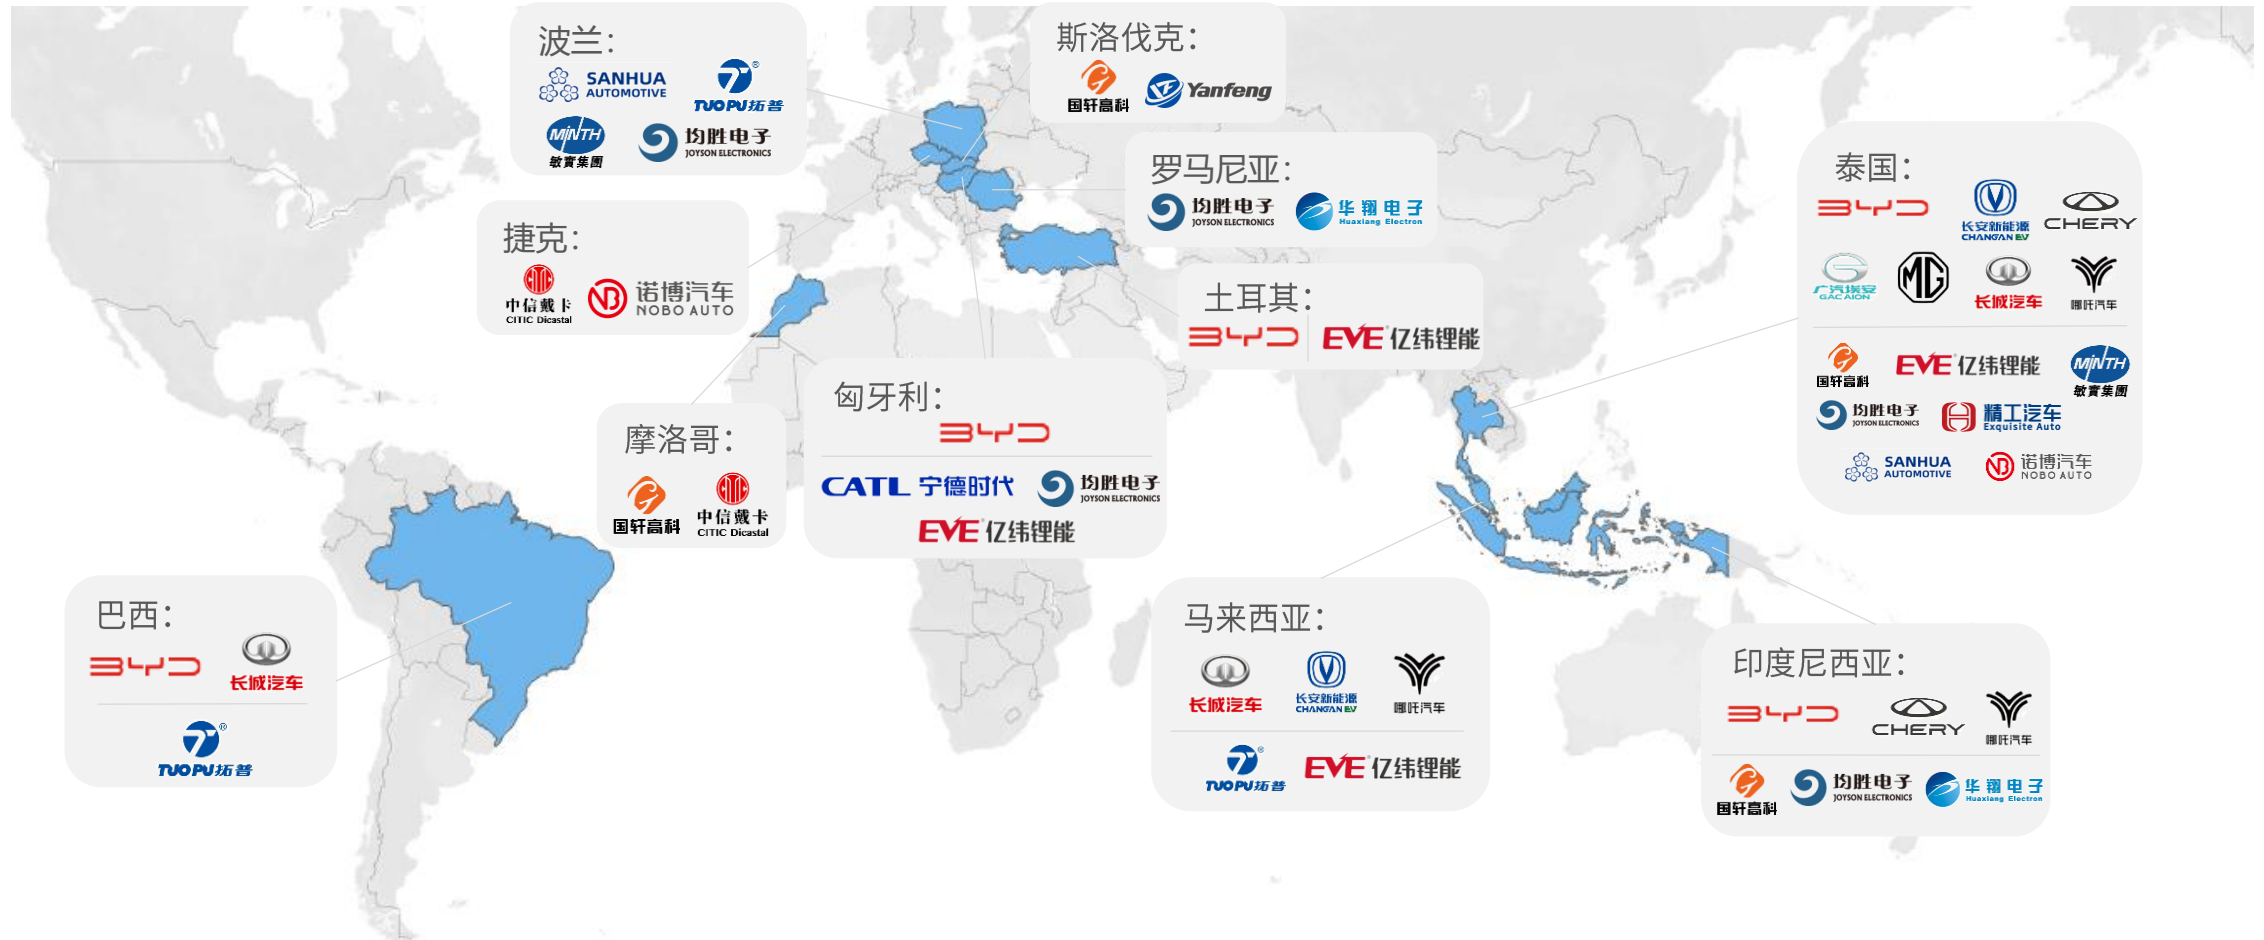 波兰：
SANHUA
AUTOMOTIVE
TUOPU拓普®
MINTH
敏實集團
均胜电子
JOYSON ELECTRONICS
斯洛伐克：
国轩高科
Yanfeng
罗马尼亚：
均胜电子
JOYSON ELECTRONICS
华翔电子
Huaxiang Electron
捷克：
CITIC
中信戴卡
CITIC Dicastal
诺博汽车
NOBO AUTO
土耳其：
BYD
EVE®亿纬锂能
泰国：
BYD
长安新能源
CHANGAN EV
CHERY
广汽埃安
GAC AION
MG
长城汽车
哪吒汽车
国轩高科
EVE®亿纬锂能
MINTH
敏實集團
均胜电子
JOYSON ELECTRONICS
精工汽车
Exquisite Auto
SANHUA
AUTOMOTIVE
诺博汽车
NOBO AUTO
摩洛哥：
国轩高科
CITIC
中信戴卡
CITIC Dicastal
匈牙利：
BYD
CATL 宁德时代
均胜电子
JOYSON ELECTRONICS
EVE®亿纬锂能
巴西：
BYD
长城汽车
TUOPU拓普®
马来西亚：
长城汽车
长安新能源
CHANGAN EV
哪吒汽车
TUOPU拓普®
EVE®亿纬锂能
印度尼西亚：
BYD
CHERY
哪吒汽车
国轩高科
均胜电子
JOYSON ELECTRONICS
华翔电子
Huaxiang Electron